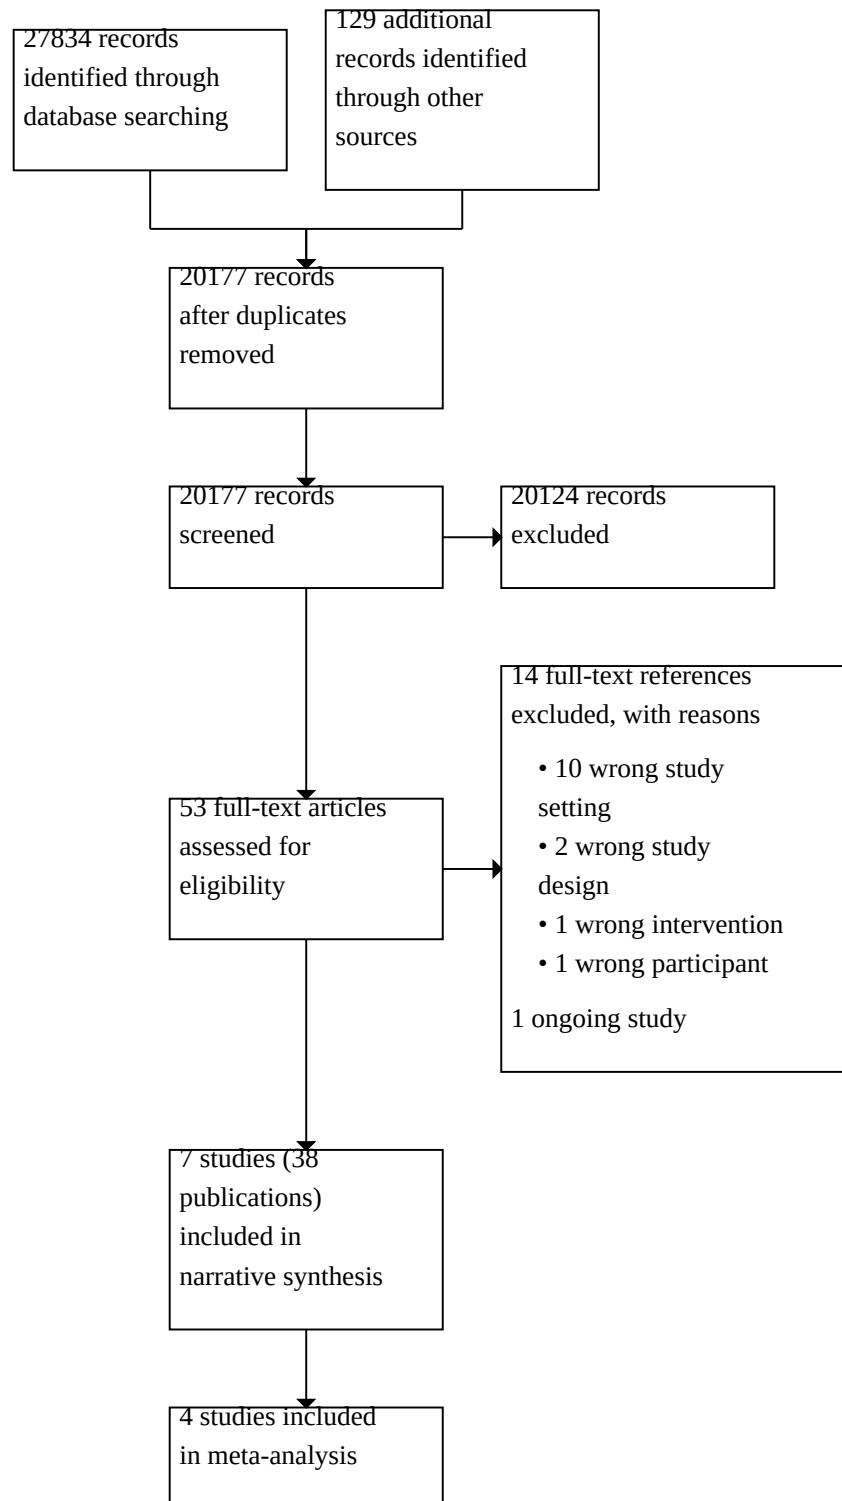 27834 records
identified through
database searching
129 additional
records identified
through other
sources
20177 records
after duplicates
removed
20177 records
screened
20124 records
excluded
14 full-text references
excluded, with reasons
• 10 wrong study
setting
• 2 wrong study
design
• 1 wrong intervention
• 1 wrong participant
1 ongoing study
53 full-text articles
assessed for
eligibility
7 studies (38
publications)
included in
narrative synthesis
4 studies included
in meta-analysis